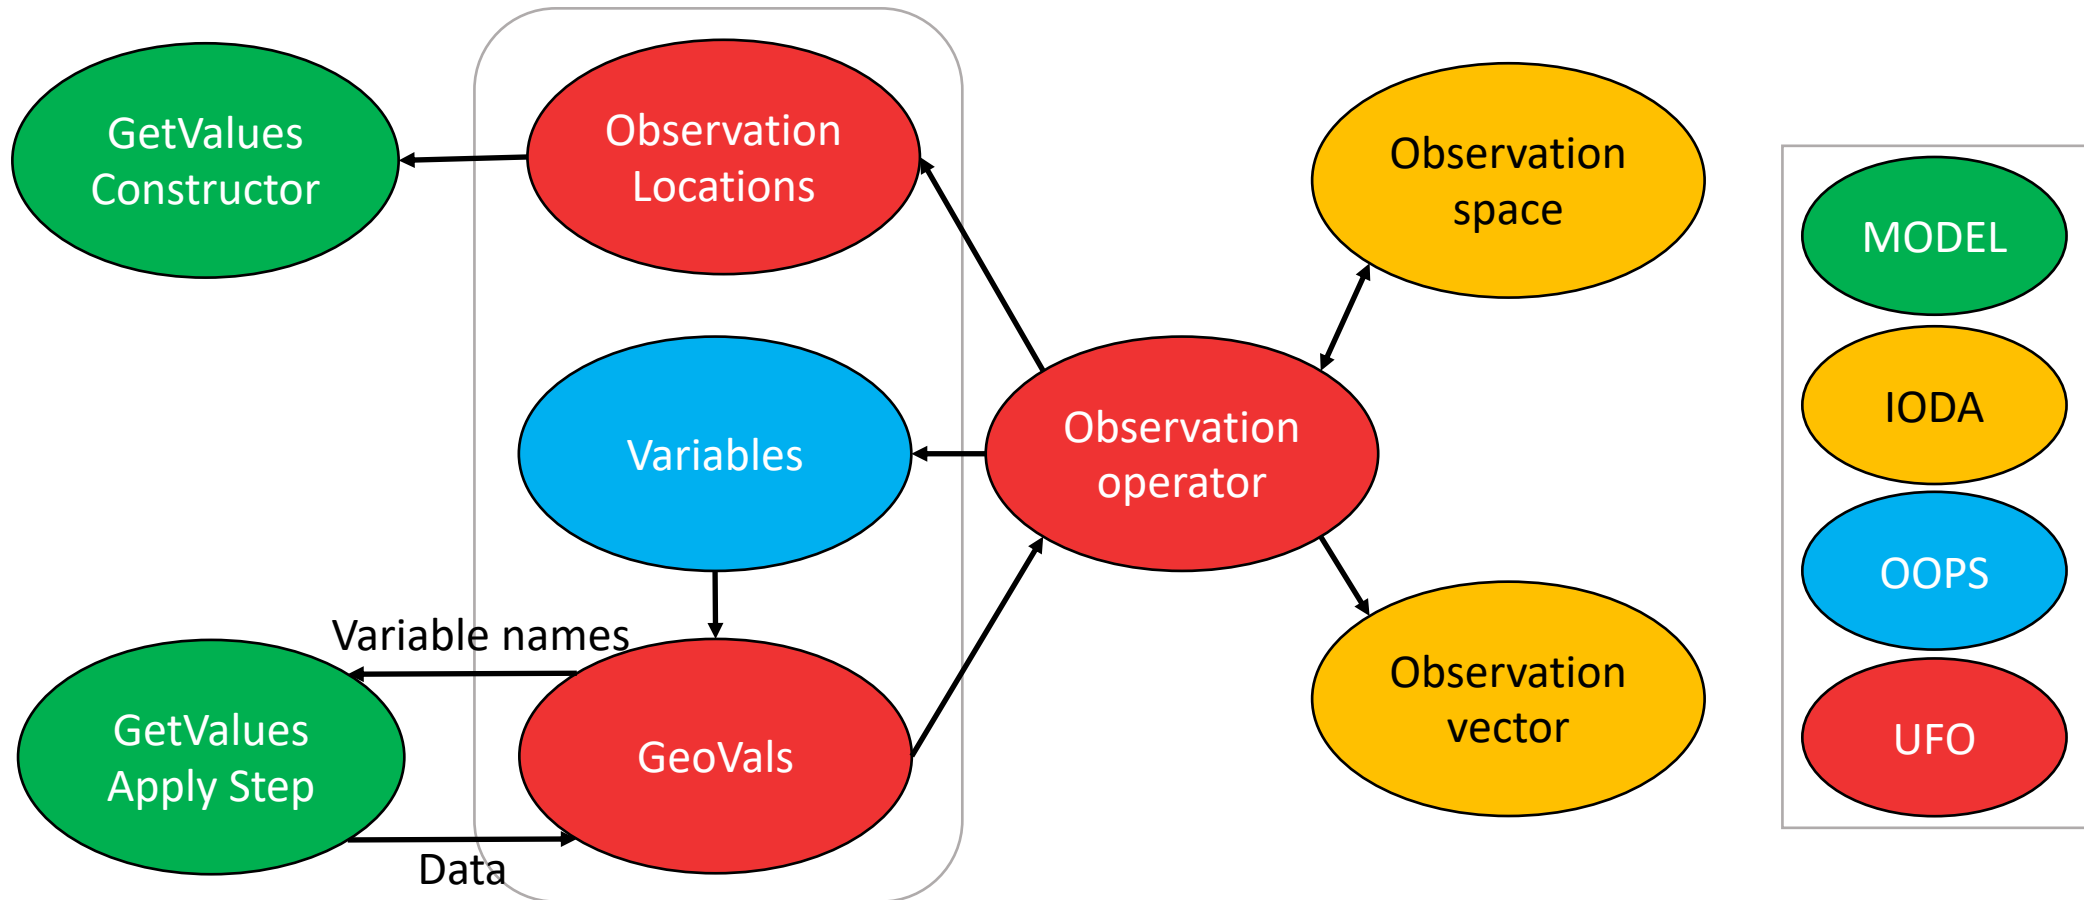 GetValues
Constructor
Observation
Locations
Observation
space
Variables
Observation
operator
Variable names
GetValues
Apply Step
GeoVals
Data
Observation
vector
MODEL
IODA
OOPS
UFO